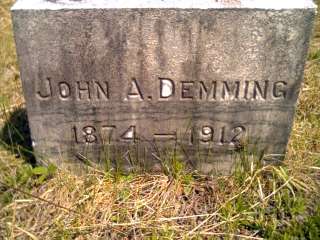 JOHN A. DEMMING
1874 — 1912